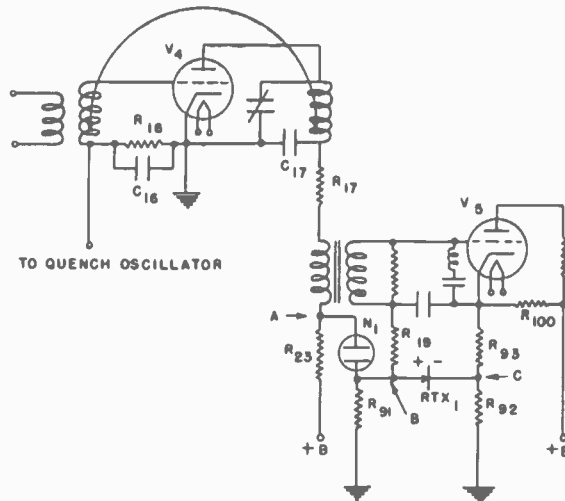 V4
R16
C16
C17
R17
TO QUENCH OSCILLATOR
V5
A
N1
R19
R100
R23
R93
+ -
C
R91
B
RTX1
R92
+B
+B